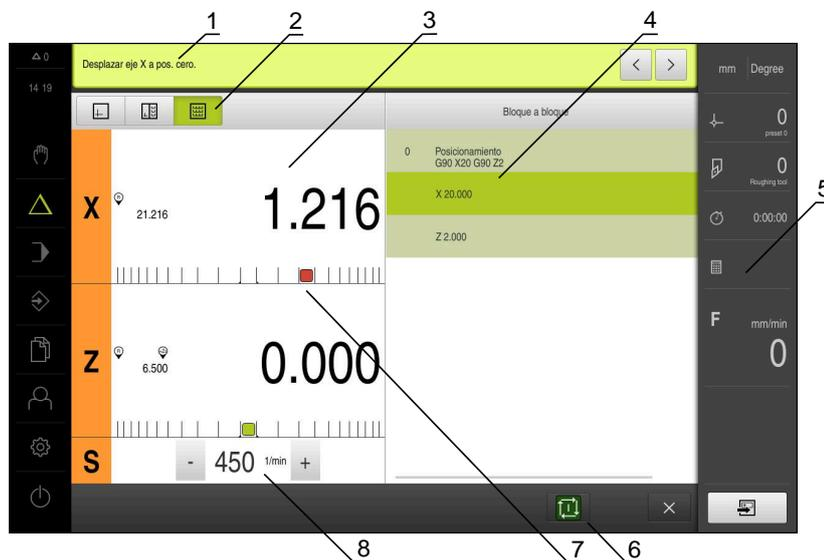 1
2
3
4
5
6
7
8
0
14 19
Desplazar eje X a pos. cero.
< >
mm Degree
Bloque a bloque
X
R
21.216
1.216
Z
R
6.500
0.000
S
- 450 1/min +
0 Posicionamiento
G90 X20 G90 Z2
X 20.000
Z 2.000
0
preset 0
0
Roughing tool
0:00:00
F mm/min
0